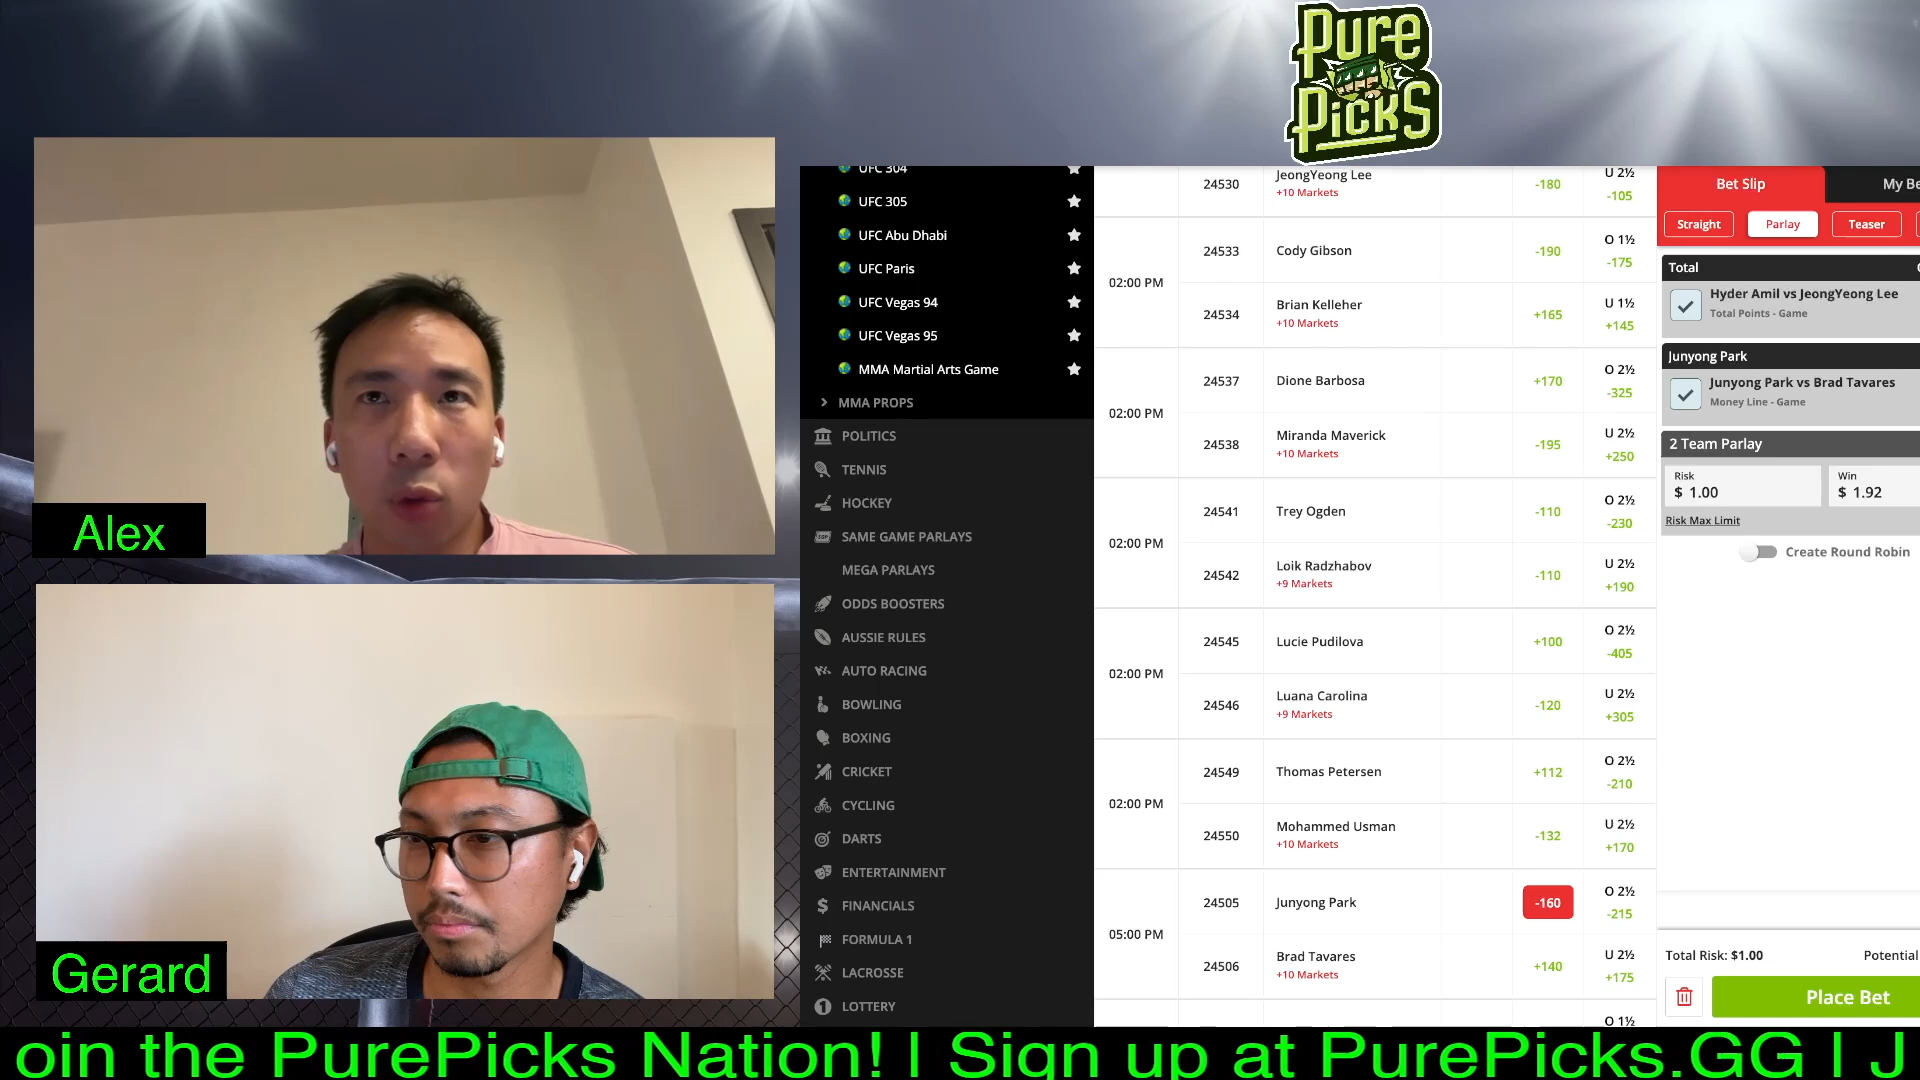 Pure
Picks
Alex
Gerard
UFC 304
UFC 305
UFC Abu Dhabi
UFC Paris
UFC Vegas 94
UFC Vegas 95
MMA Martial Arts Game
MMA PROPS
POLITICS
TENNIS
HOCKEY
SAME GAME PARLAYS
MEGA PARLAYS
ODDS BOOSTERS
AUSSIE RULES
AUTO RACING
BOWLING
BOXING
CRICKET
CYCLING
DARTS
ENTERTAINMENT
FINANCIALS
FORMULA 1
LACROSSE
LOTTERY
24530 JeongYeong Lee -180 U 2½
+10 Markets -105
02:00 PM
24533 Cody Gibson -190 O 1½
-175
24534 Brian Kelleher +165 U 1½
+10 Markets +145
02:00 PM
24537 Dione Barbosa +170 O 2½
-325
24538 Miranda Maverick -195 U 2½
+10 Markets +250
02:00 PM
24541 Trey Ogden -110 O 2½
-230
24542 Loik Radzhabov -110 U 2½
+9 Markets +190
02:00 PM
24545 Lucie Pudilova +100 O 2½
-405
24546 Luana Carolina -120 U 2½
+9 Markets +305
02:00 PM
24549 Thomas Petersen +112 O 2½
-210
24550 Mohammed Usman -132 U 2½
+10 Markets +170
05:00 PM
24505 Junyong Park -160 O 2½
-215
24506 Brad Tavares +140 U 2½
+10 Markets +175
O 1½
Bet Slip My Be
Straight Parlay Teaser
Total
Hyder Amil vs JeongYeong Lee
Total Points - Game
Junyong Park
Junyong Park vs Brad Tavares
Money Line - Game
2 Team Parlay
Risk Win
$ 1.00 $ 1.92
Risk Max Limit
Create Round Robin
Total Risk: $1.00 Potential
Place Bet
oin the PurePicks Nation! | Sign up at PurePicks.GG | J